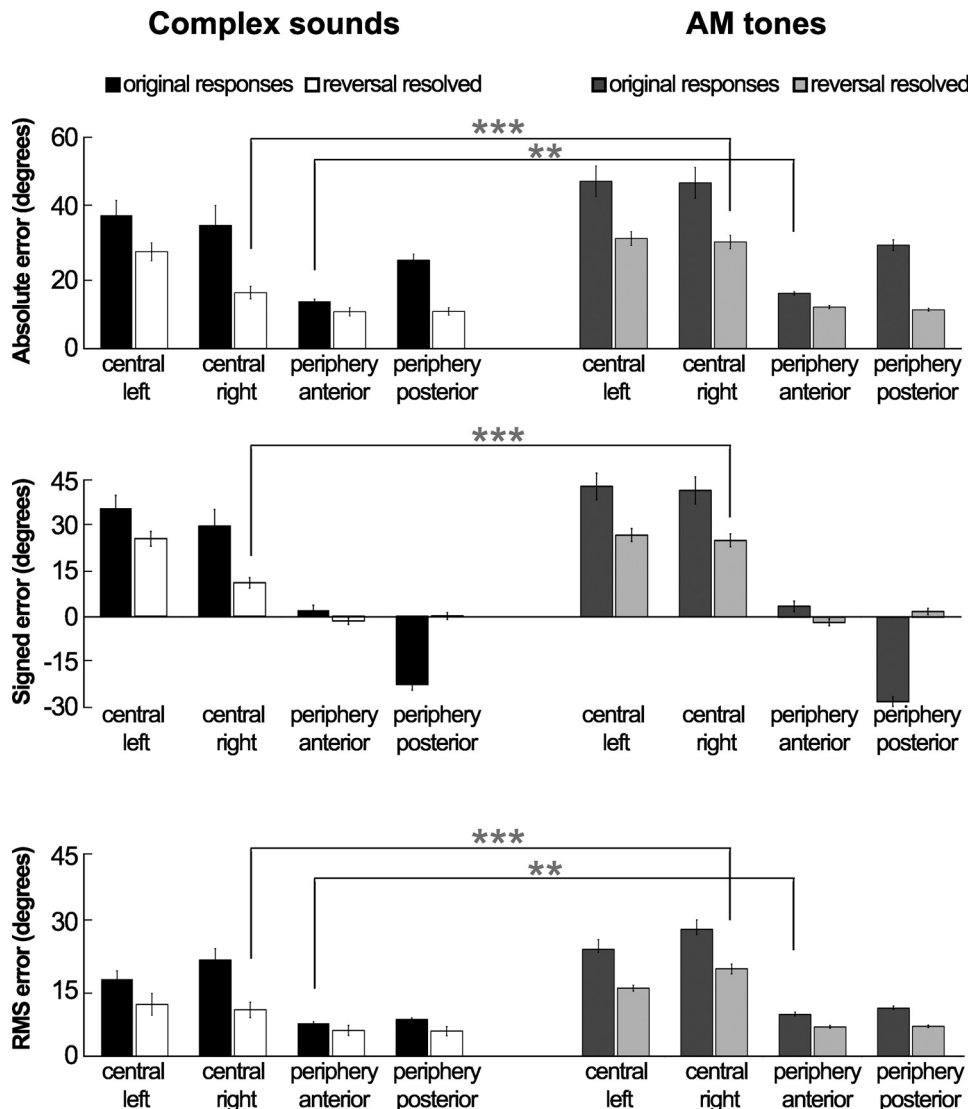 Complex sounds
AM tones
original responses
reversal resolved
original responses
reversal resolved
Absolute error (degrees)
60
40
20
0
***
**
central left
central right
periphery anterior
periphery posterior
central left
central right
periphery anterior
periphery posterior
Signed error (degrees)
45
30
15
0
-15
-30
***
central left
central right
periphery anterior
periphery posterior
central left
central right
periphery anterior
periphery posterior
RMS error (degrees)
45
30
15
0
***
**
central left
central right
periphery anterior
periphery posterior
central left
central right
periphery anterior
periphery posterior